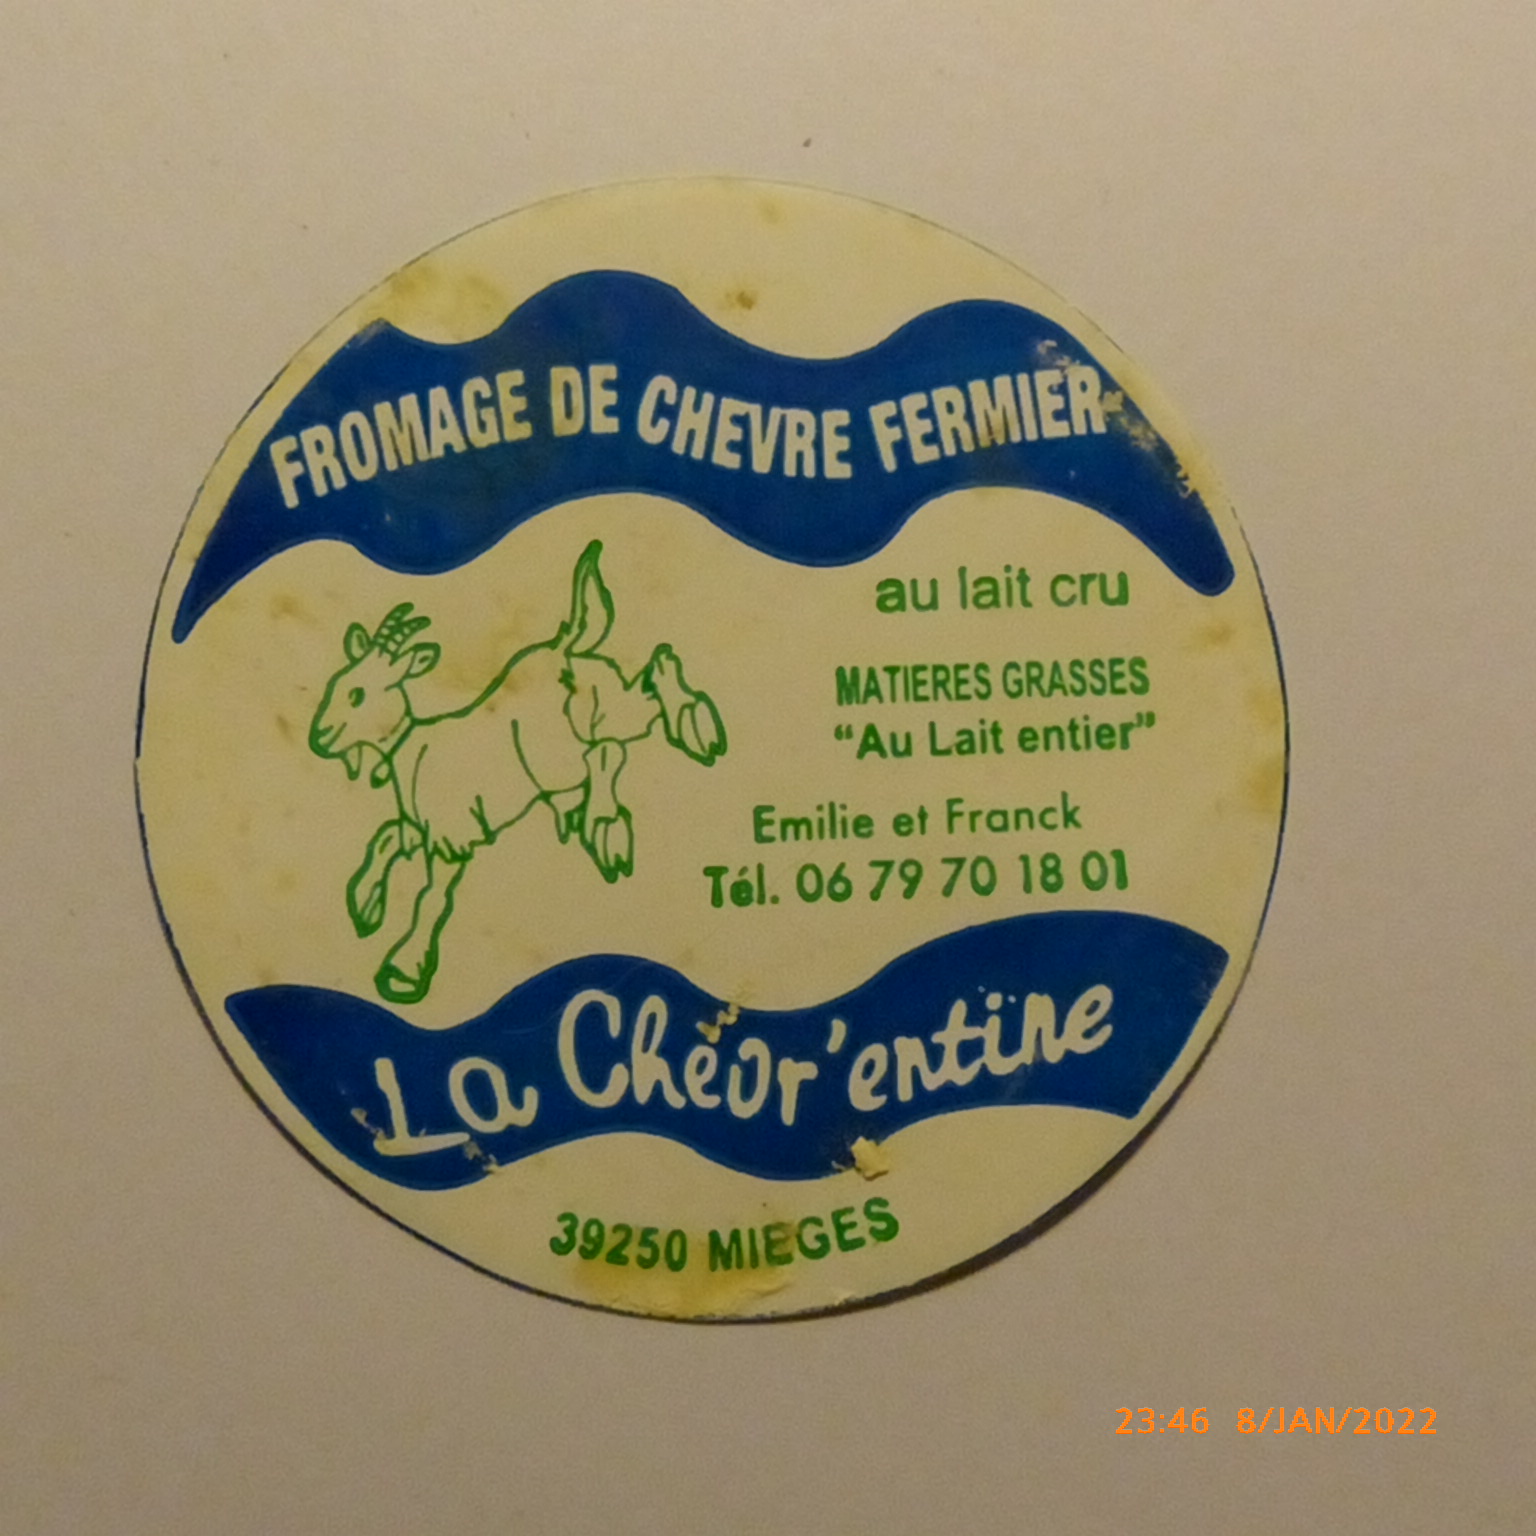 FROMAGE DE CHEVRE FERMIER
au lait cru
MATIERES GRASSES
“Au Lait entier”
Emilie et Franck
Tél. 06 79 70 18 01
La Chèvr'entine
39250 MIEGES
23:46 8/JAN/2022